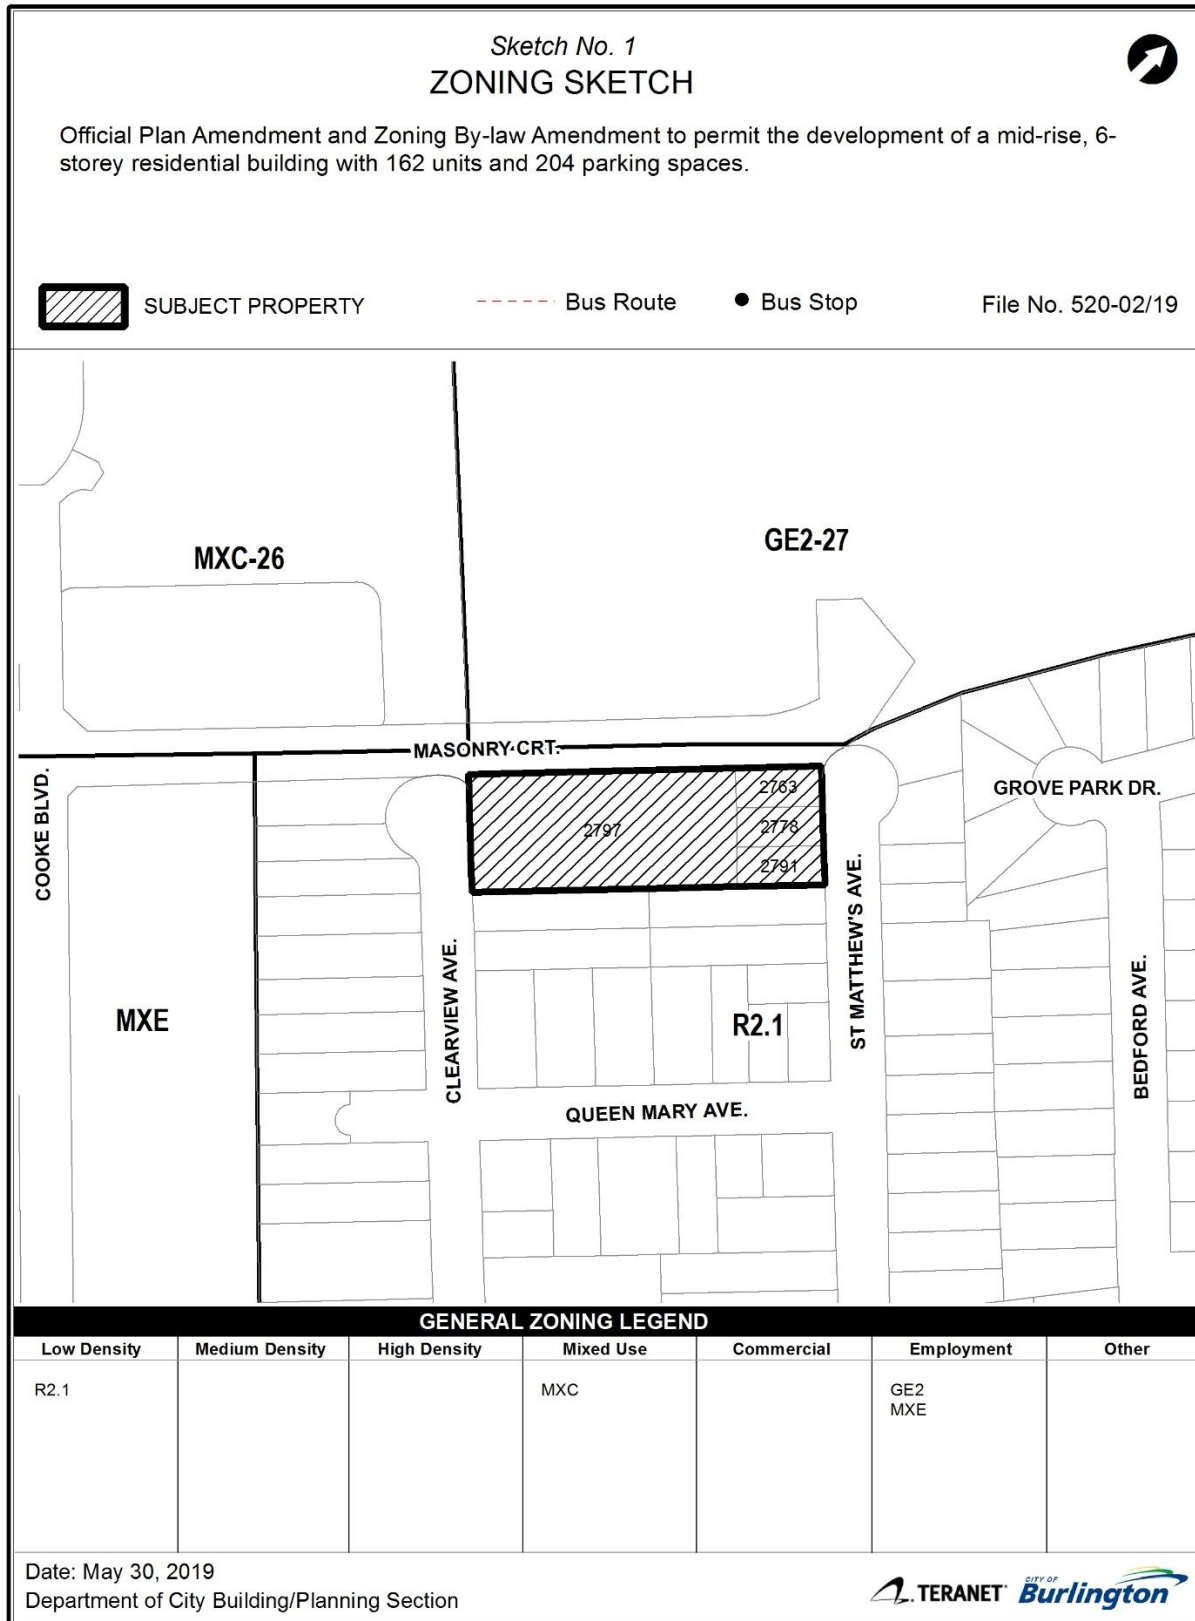 Sketch No. 1
ZONING SKETCH
Official Plan Amendment and Zoning By-law Amendment to permit the development of a mid-rise, 6-
storey residential building with 162 units and 204 parking spaces.
SUBJECT PROPERTY
Bus Route
Bus Stop
File No. 520-02/19
MXC-26
GE2-27
MASONRY CRT.
COOKE BLVD.
2763
2797
2778
2791
GROVE PARK DR.
CLEARVIEW AVE.
ST MATTHEW'S AVE.
BEDFORD AVE.
MXE
R2.1
QUEEN MARY AVE.
GENERAL ZONING LEGEND
Low Density
Medium Density
High Density
Mixed Use
Commercial
Employment
Other
R2.1
MXC
GE2
MXE
Date: May 30, 2019
Department of City Building/Planning Section
TERANET
CITY OF
Burlington